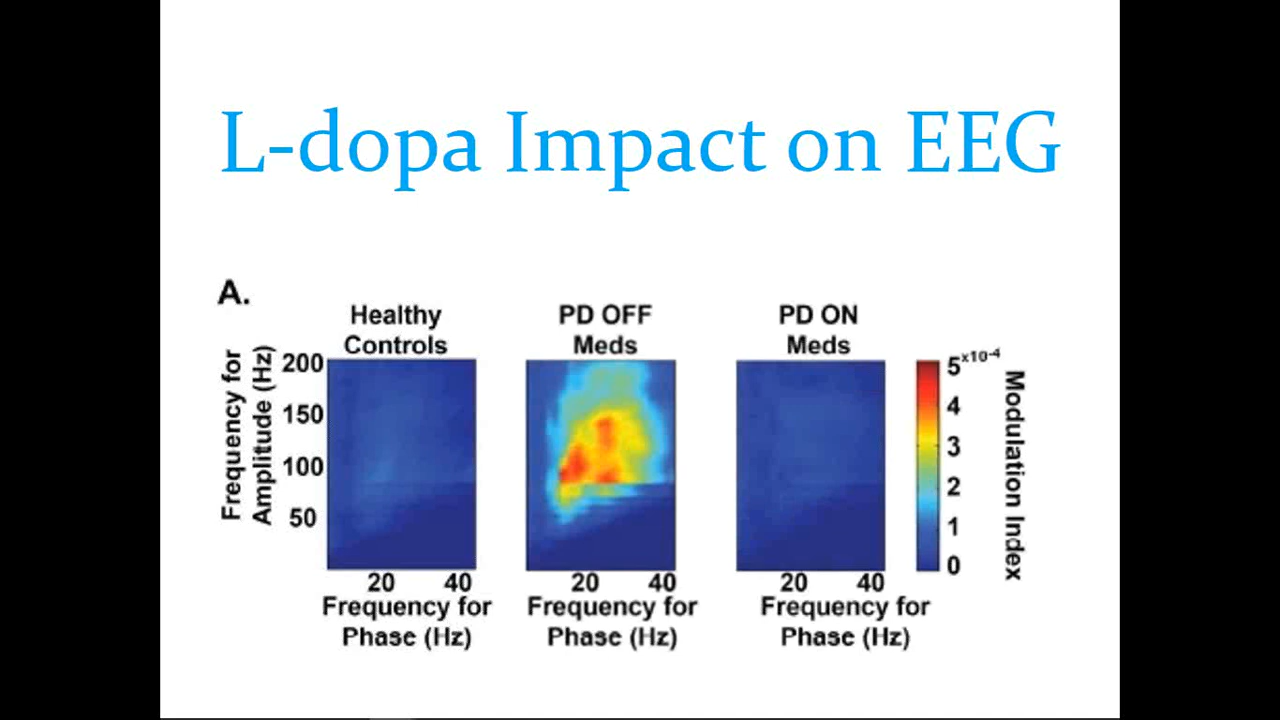 L-dopa Impact on EEG
A.
Healthy
Controls
PD OFF
Meds
PD ON
Meds
Frequency for
Amplitude (Hz)
200
150
100
50
20 40
Frequency for
Phase (Hz)
20 40
Frequency for
Phase (Hz)
20 40
Frequency for
Phase (Hz)
5x10-4
4
3
2
1
0
Modulation Index